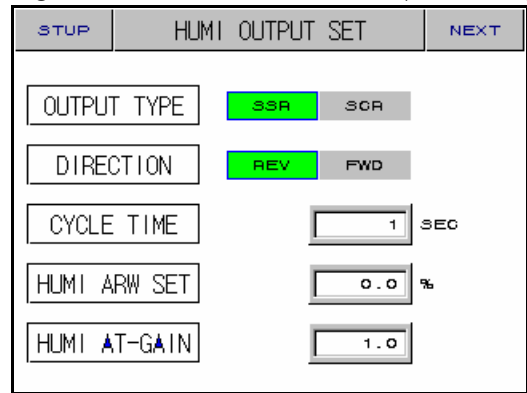 STUP HUMI OUTPUT SET NEXT
OUTPUT TYPE SSR SCR
DIRECTION REV FWD
CYCLE TIME 1 SEC
HUMI ARW SET 0.0 %
HUMI AT-GAIN 1.0